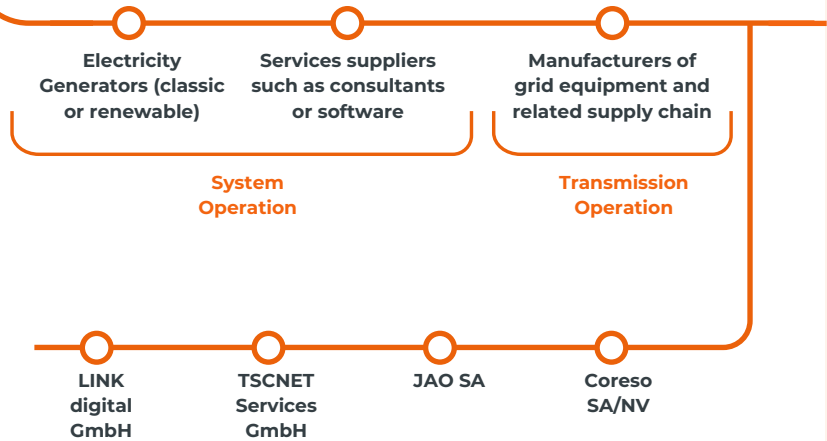 Electricity
Generators (classic
or renewable)
Services suppliers
such as consultants
or software
Manufacturers of
grid equipment and
related supply chain
System
Operation
Transmission
Operation
LINK
digital
GmbH
TSCNET
Services
GmbH
JAO SA
Coreso
SA/NV